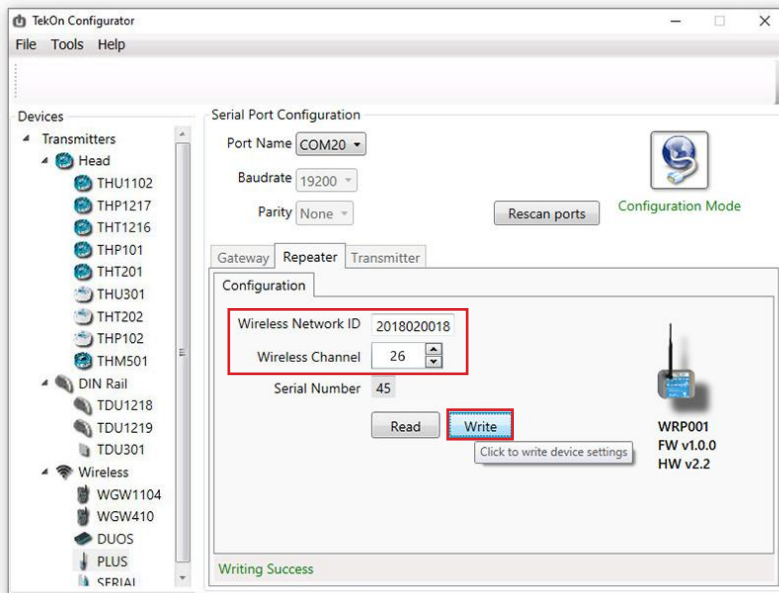 TekOn Configurator
File Tools Help
Devices
Transmitters
Head
THU1102
THP1217
THT1216
THP101
THT201
THU301
THT202
THP102
THM501
DIN Rail
TDU1218
TDU1219
TDU301
Wireless
WGW1104
WGW410
DUOS
PLUS
SERIAL
Serial Port Configuration
Port Name COM20
Baudrate 19200
Parity None
Rescan ports
Configuration Mode
Gateway Repeater Transmitter
Configuration
Wireless Network ID 2018020018
Wireless Channel 26
Serial Number 45
Read Write
Click to write device settings
WRP001
FW v1.0.0
HW v2.2
Writing Success